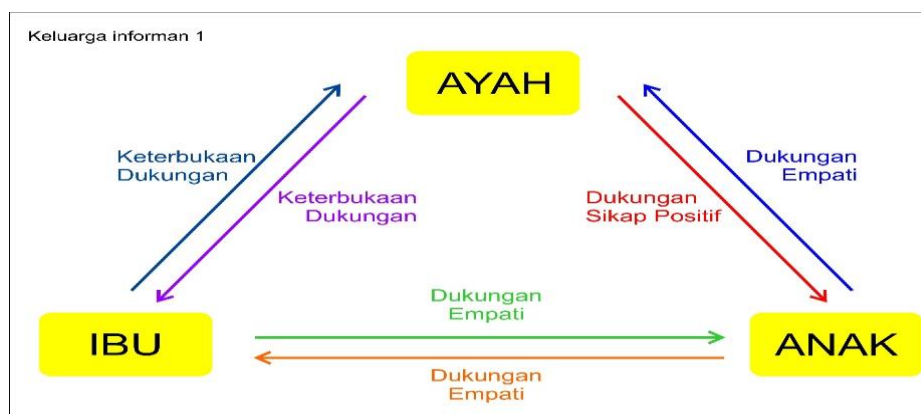 Keluarga informan 1
AYAH
Keterbukaan
Dukungan
Keterbukaan
Dukungan
Dukungan
Sikap Positif
Dukungan
Empati
Dukungan
Empati
IBU
ANAK
Dukungan
Empati